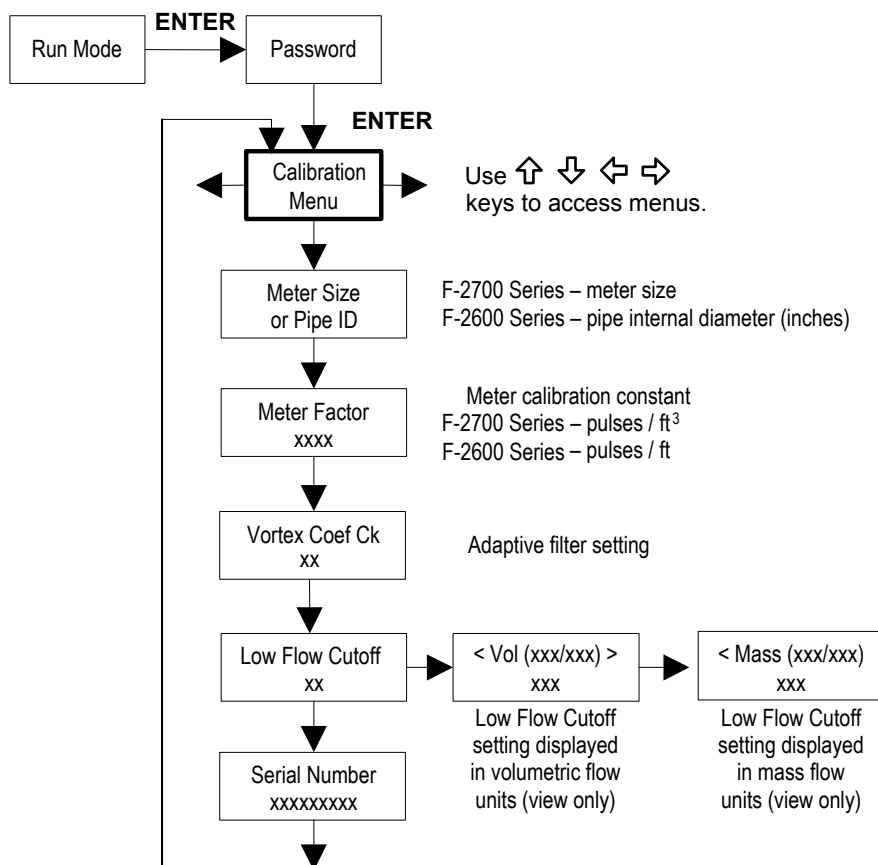 ENTER
Run Mode
Password
ENTER
Calibration
Menu
Use ⇧ ⇩ ⇦ ⇨
keys to access menus.
Meter Size
or Pipe ID
F-2700 Series – meter size
F-2600 Series – pipe internal diameter (inches)
Meter Factor
xxxx
Meter calibration constant
F-2700 Series – pulses / ft³
F-2600 Series – pulses / ft
Vortex Coef Ck
xx
Adaptive filter setting
Low Flow Cutoff
xx
< Vol (xxx/xxx) >
xxx
< Mass (xxx/xxx)
xxx
Low Flow Cutoff
setting displayed
in volumetric flow
units (view only)
Low Flow Cutoff
setting displayed
in mass flow
units (view only)
Serial Number
xxxxxxxxx